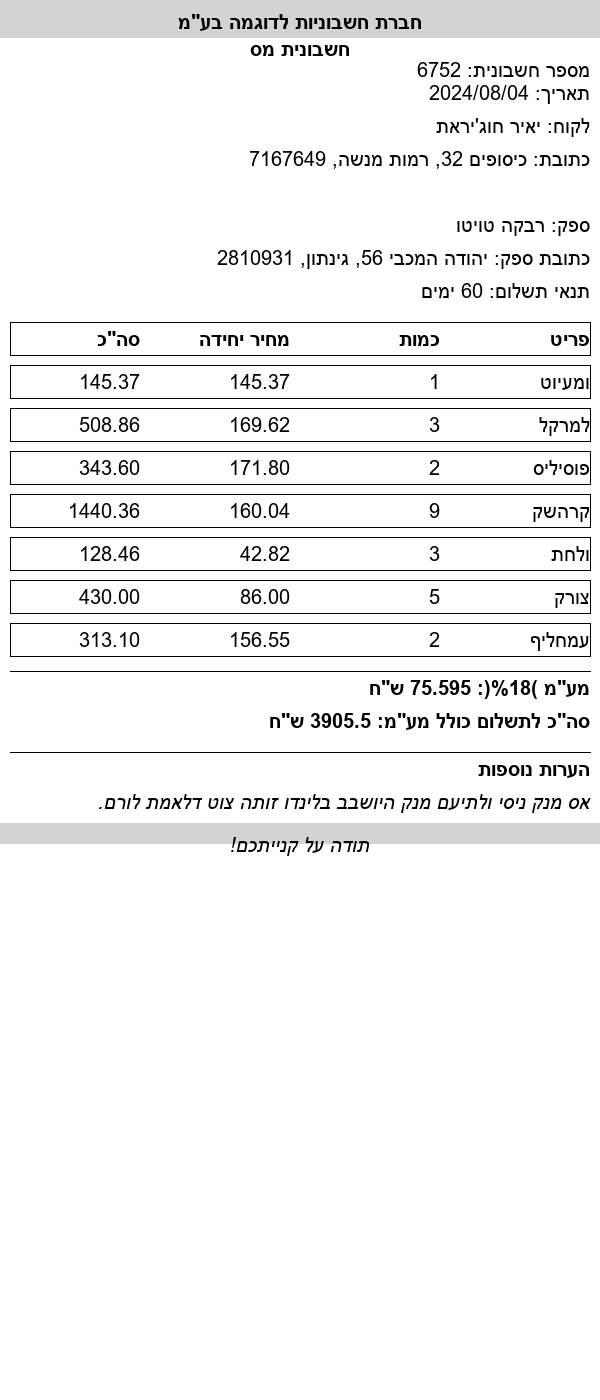 חברת חשבוניות לדוגמה בע"מ
חשבונית מס
מספר חשבונית: 6752
תאריך: 2024/08/04
לקוח: יאיר חוג'יראת
כתובת: כיסופים 32, רמות מנשה, 7167649
ספק: רבקה טויטו
כתובת ספק: יהודה המכבי 56, גינתון, 2810931
תנאי תשלום: 60 ימים
פריט כמות מחיר יחידה סה"כ
ומעיוט 1 145.37 145.37
למרקל 3 169.62 508.86
פוסיליס 2 171.80 343.60
קרהשק 9 160.04 1440.36
ולחת 3 42.82 128.46
צורק 5 86.00 430.00
עמחליף 2 156.55 313.10
מע"מ (18%): 75.595 ש"ח
סה"כ לתשלום כולל מע"מ: 3905.5 ש"ח
הערות נוספות
אס מנק ניסי ולתיעם מנק היושבב בלינדו זותה צוט דלאמת לורם.
תודה על קנייתכם!